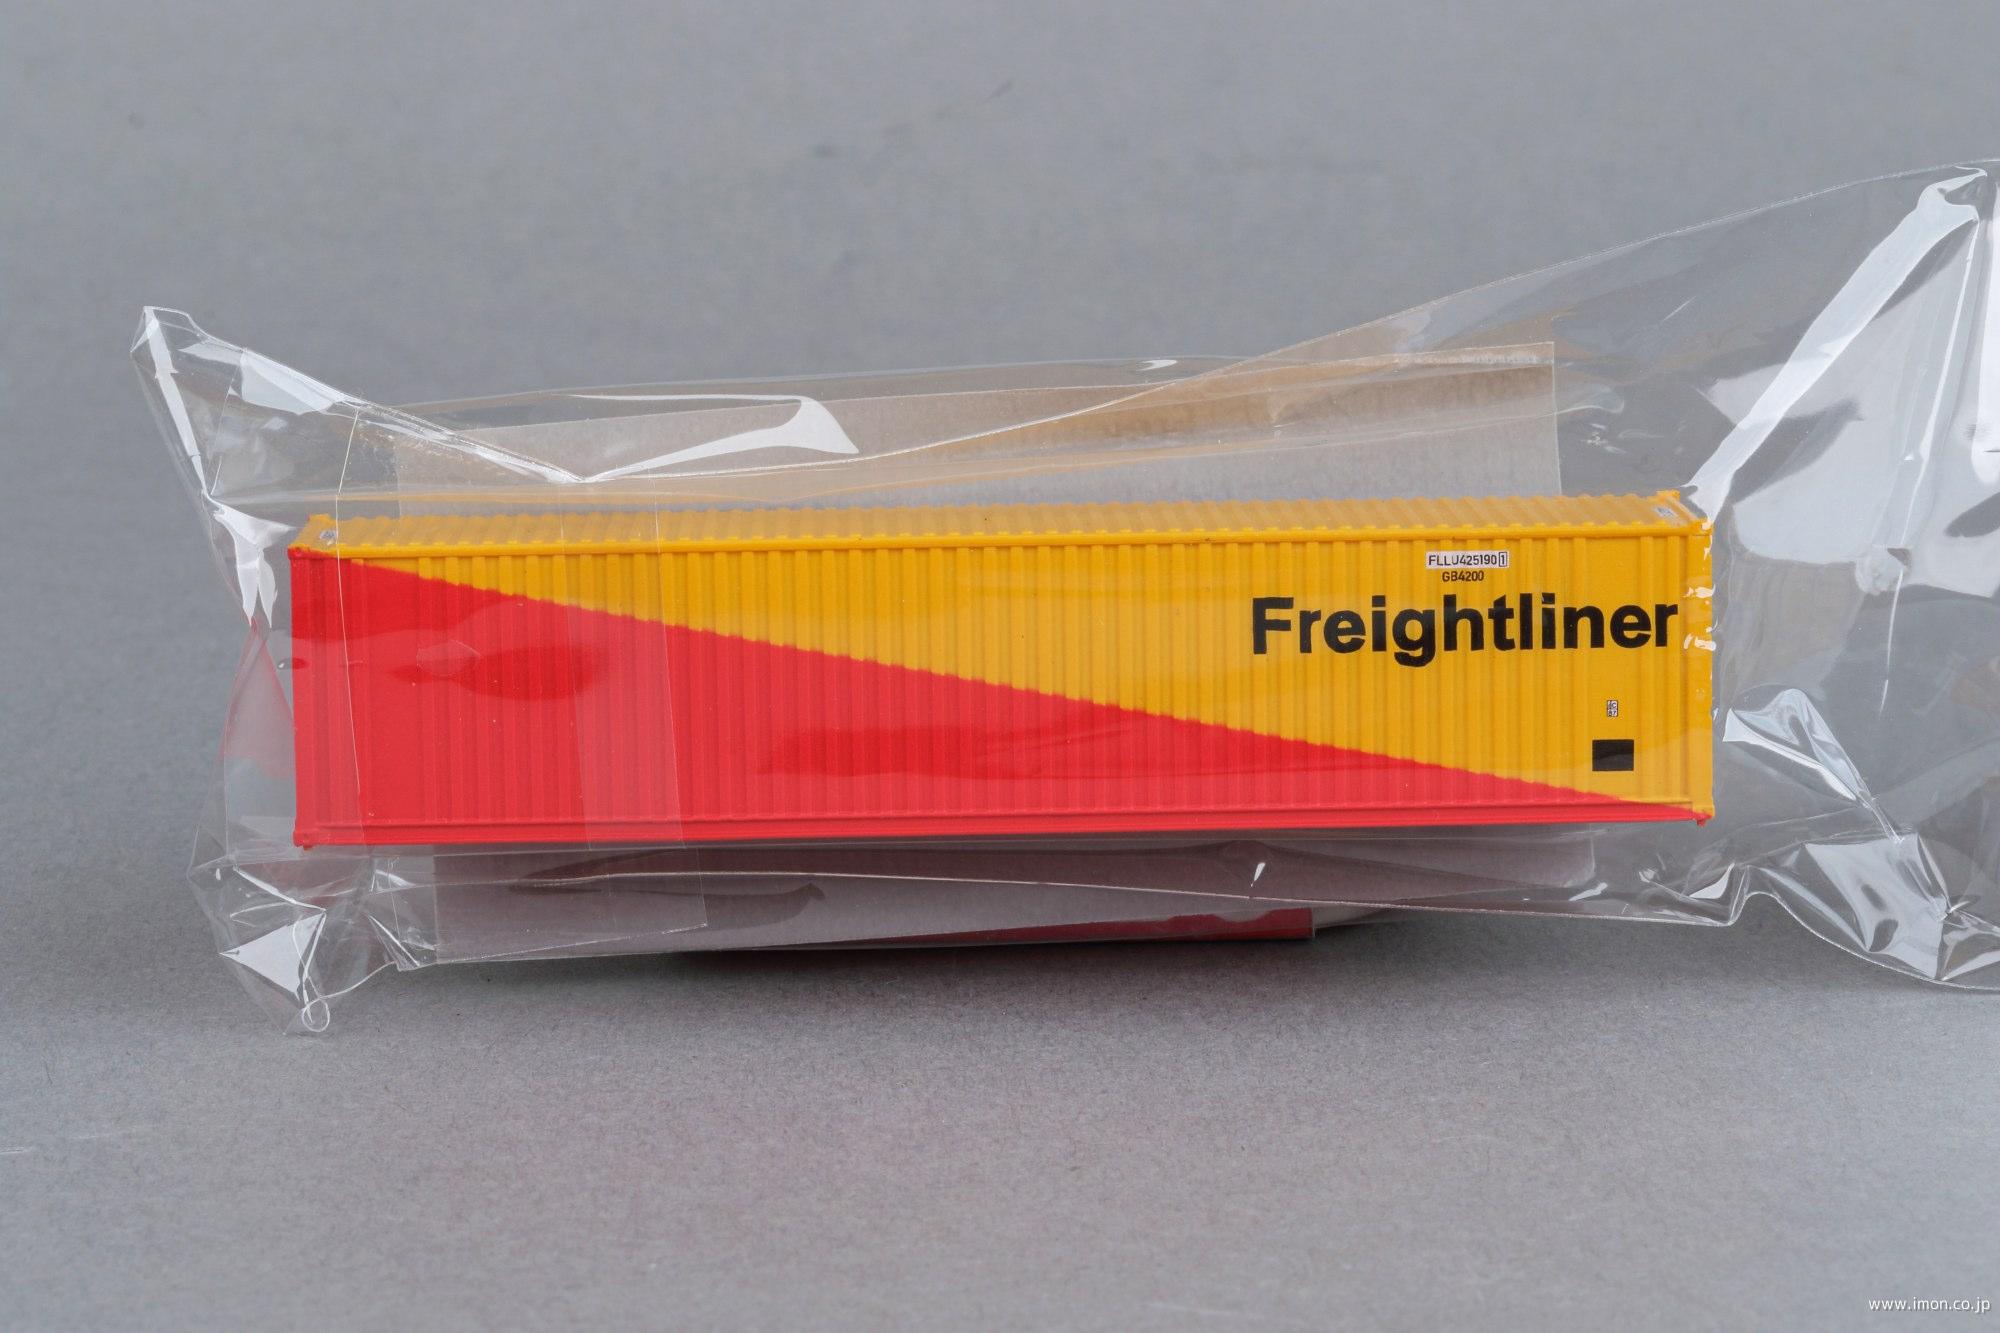 FLLU425190 1
GB4200
Freightliner
www.imon.co.jp